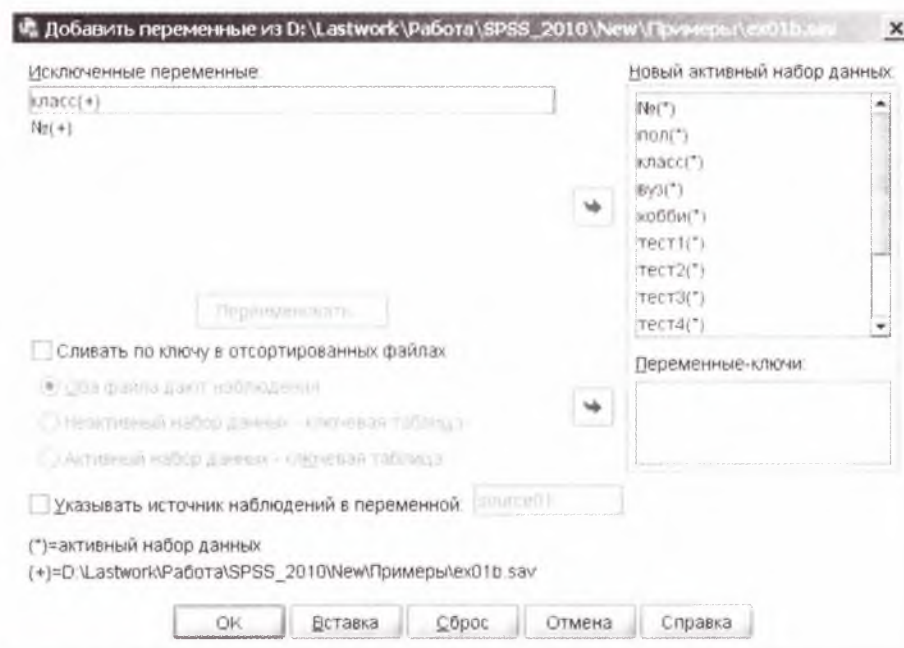 Добавить переменные из D:\Lastwork\Работа\SPSS_2010\New\Примеры\ex01b.sav
Исключенные переменные:
класс(+)
№(+)
Новый активный набор данных:
№(*)
пол(*)
класс(*)
вуз(*)
хобби(*)
тест1(*)
тест2(*)
тест3(*)
тест4(*)
Переименовать...
Сливать по ключу в отсортированных файлах
Оба файла дают наблюдения
Неактивный набор данных - ключевая таблица
Активный набор данных - ключевая таблица
Переменные-ключи:
Указывать источник наблюдений в переменной: source01
(*)=активный набор данных
(+)=D:\Lastwork\Работа\SPSS_2010\New\Примеры\ex01b.sav
OK
Вставка
Сброс
Отмена
Справка